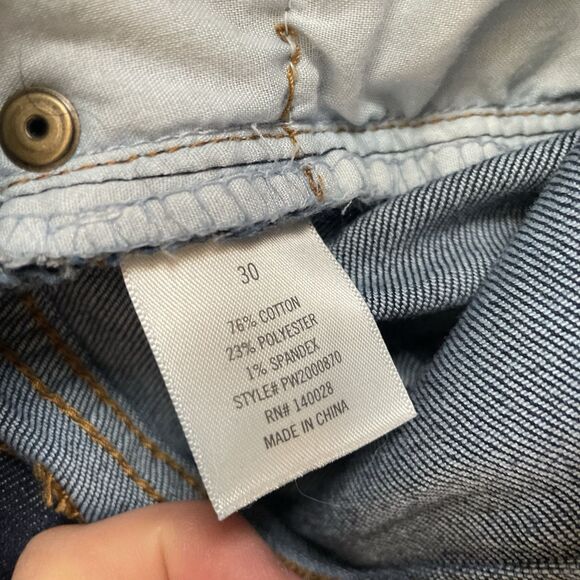 30
76% COTTON
23% POLYESTER
1% SPANDEX
STYLE# PW2000870
RN# 140028
MADE IN CHINA